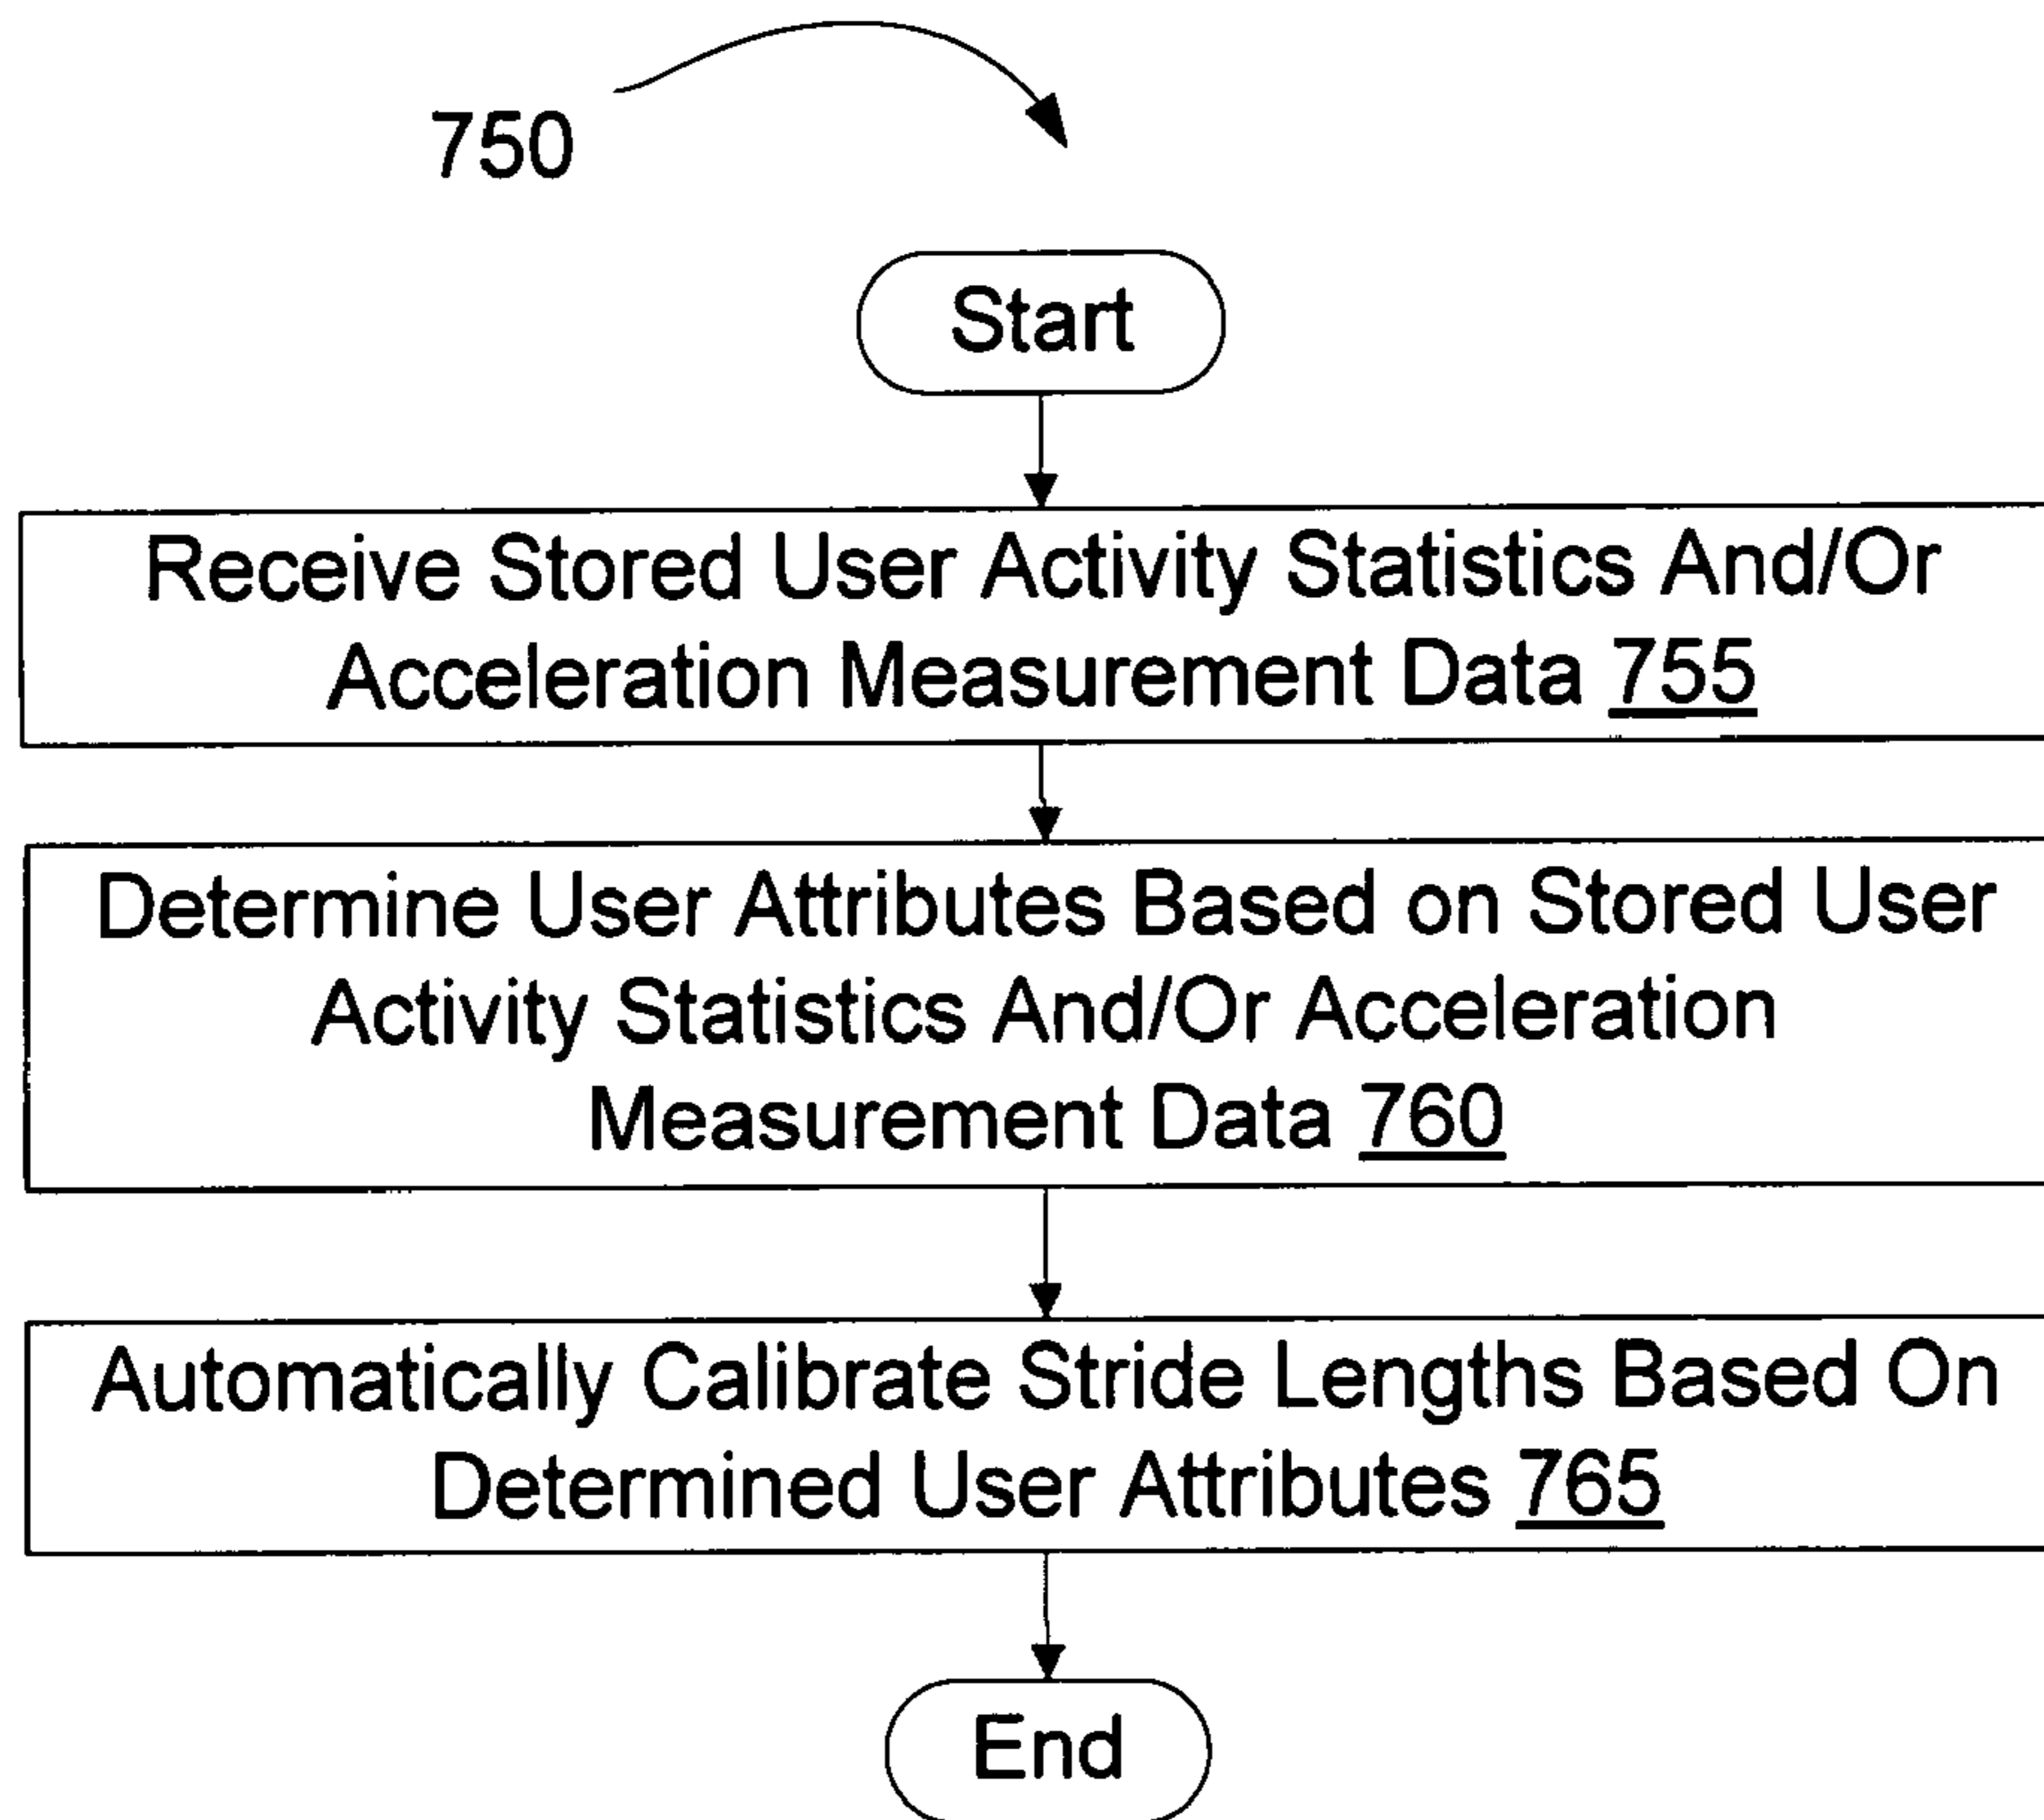 750
Start
Receive Stored User Activity Statistics And/Or
Acceleration Measurement Data 755
Determine User Attributes Based on Stored User
Activity Statistics And/Or Acceleration
Measurement Data 760
Automatically Calibrate Stride Lengths Based On
Determined User Attributes 765
End